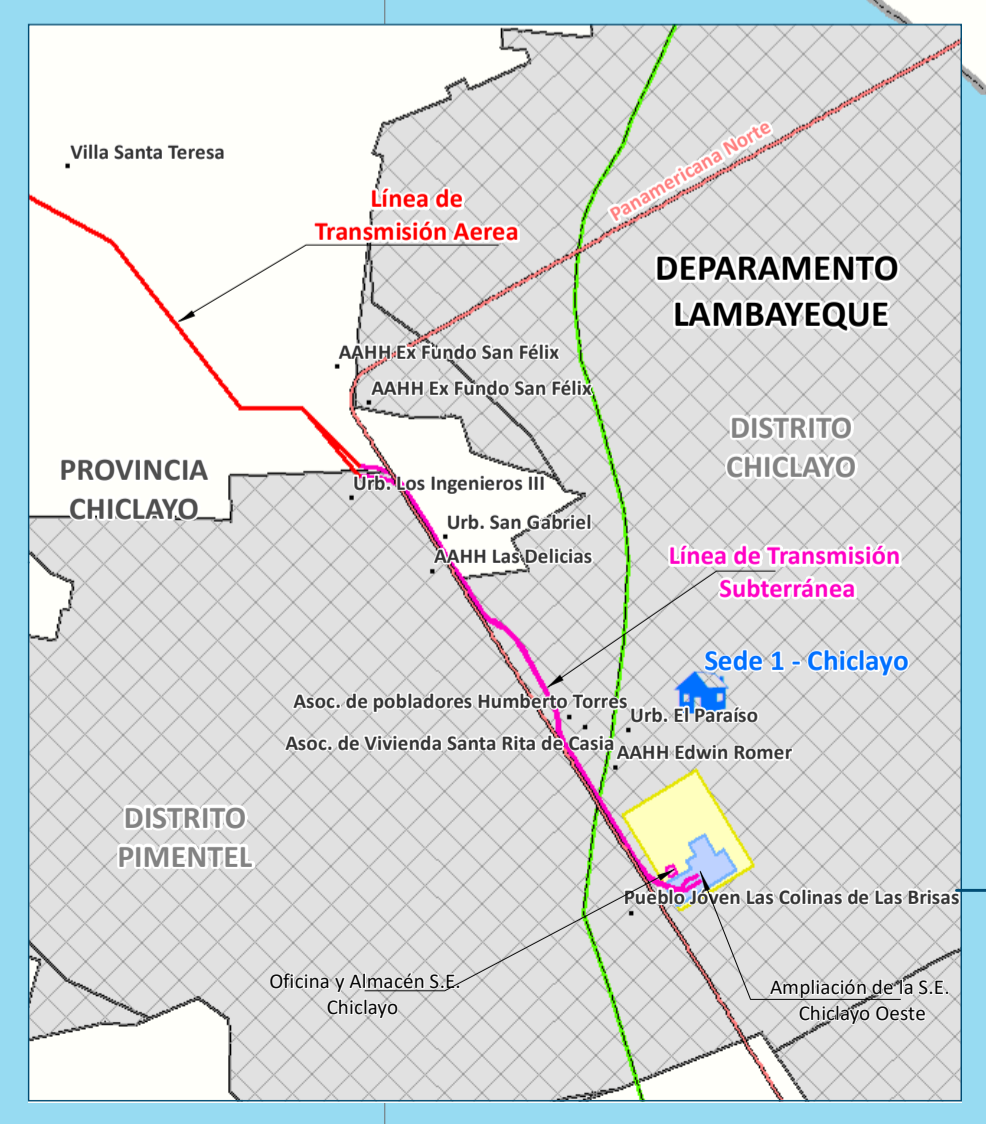 Villa Santa Teresa
Panamericana Norte
Línea de
Transmisión Aerea
DEPARAMENTO
LAMBAYEQUE
AAHH Ex Fundo San Félix
AAHH Ex Fundo San Félix
DISTRITO
CHICLAYO
PROVINCIA
CHICLAYO
Urb. Los Ingenieros III
Urb. San Gabriel
AAHH Las Delicias
Línea de Transmisión
Subterránea
Sede 1 - Chiclayo
Asoc. de pobladores Humberto Torres
Urb. El Paraíso
Asoc. de Vivienda Santa Rita de Casia
AAHH Edwin Romer
DISTRITO
PIMENTEL
Pueblo Joven Las Colinas de Las Brisas
Oficina y Almacén S.E.
Chiclayo
Ampliación de la S.E.
Chiclayo Oeste